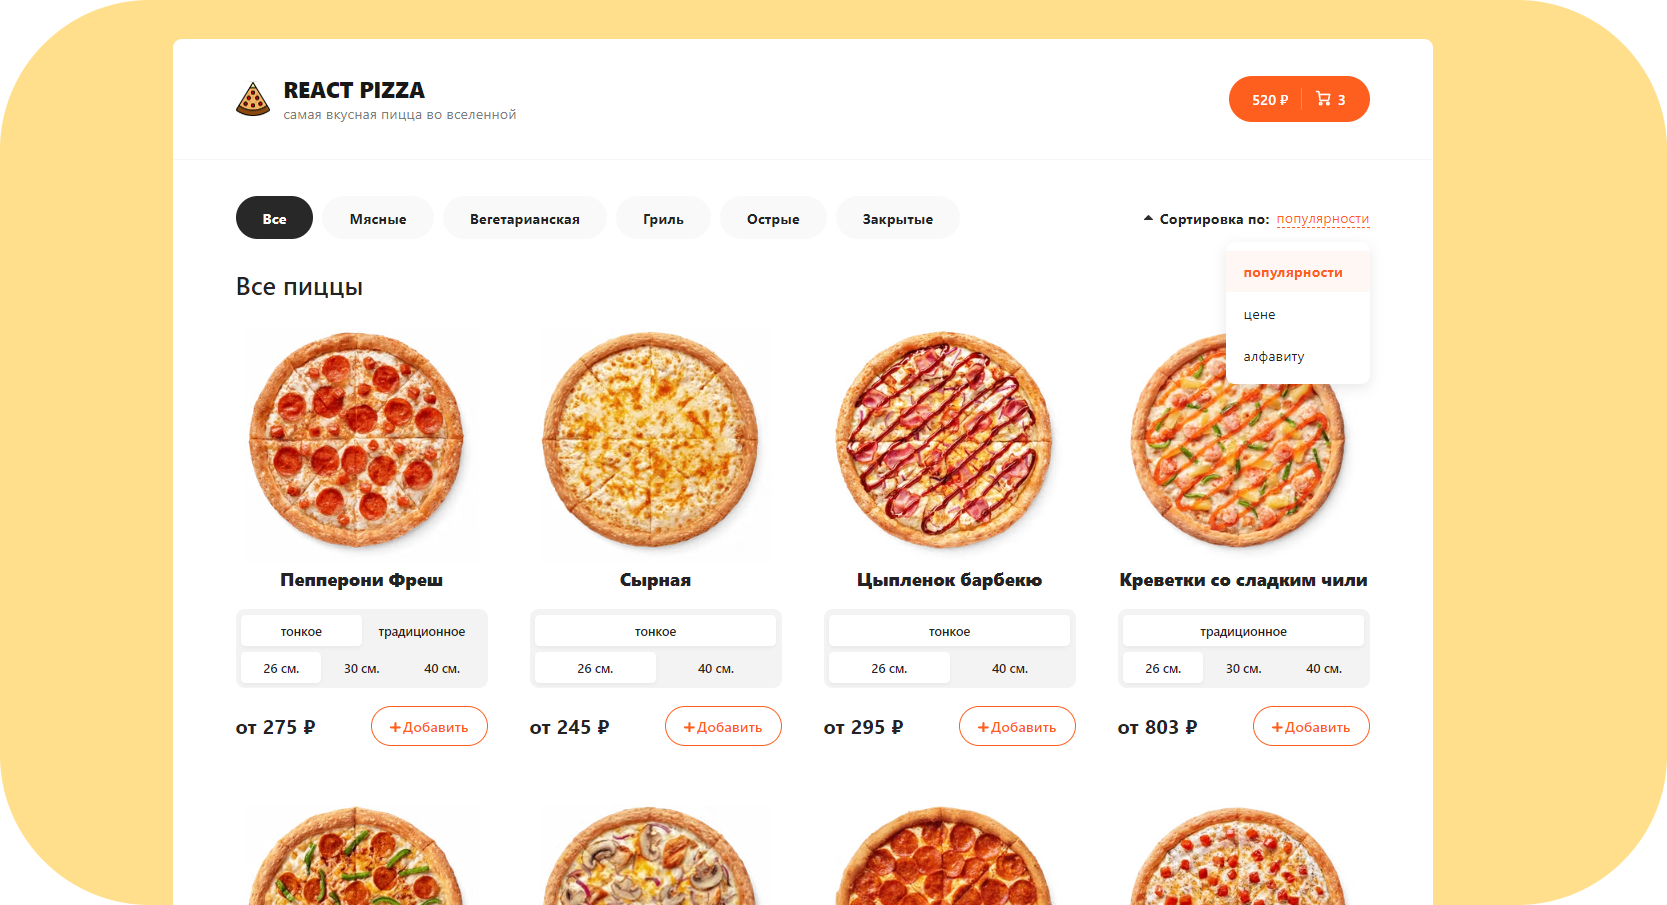 REACT PIZZA
самая вкусная пицца во вселенной
520 ₽ 3
Все Мясные Вегетарианская Гриль Острые Закрытые
Сортировка по: популярности
популярности
цене
алфавиту
Все пиццы
Пепперони Фреш
тонкое традиционное
26 см. 30 см. 40 см.
от 275 ₽ +Добавить
Сырная
тонкое
26 см. 40 см.
от 245 ₽ +Добавить
Цыпленок барбекю
тонкое
26 см. 40 см.
от 295 ₽ +Добавить
Креветки со сладким чили
традиционное
26 см. 30 см. 40 см.
от 803 ₽ +Добавить